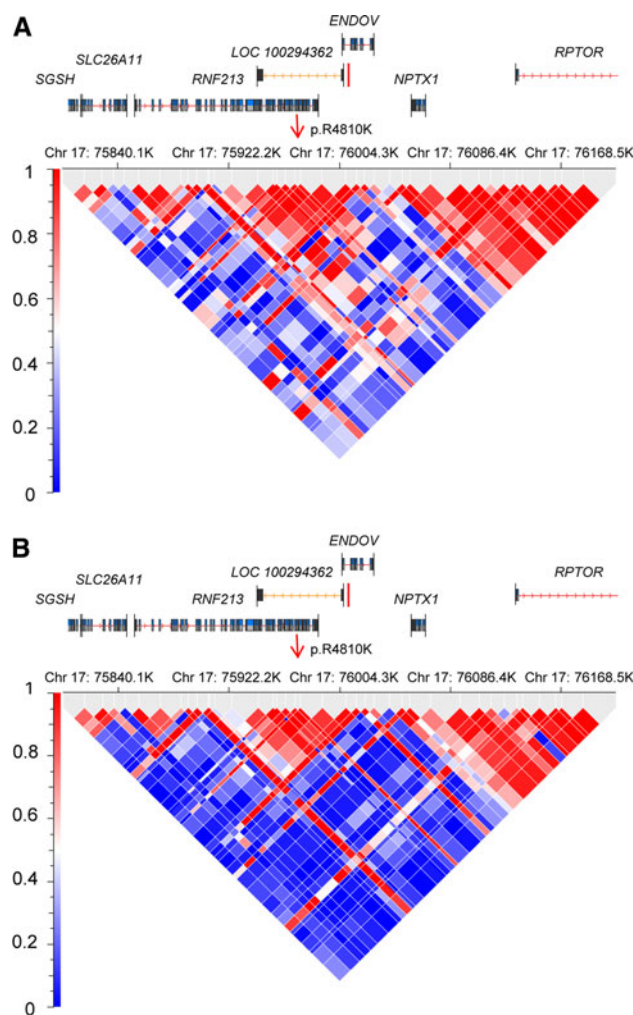 A
ENDOV
LOC 100294362
SLC26A11
RPTOR
SGSH
RNF213
NPTX1
p.R4810K
Chr 17: 75840.1K Chr 17: 75922.2K Chr 17: 76004.3K Chr 17: 76086.4K Chr 17: 76168.5K
1
0.8
0.6
0.4
0.2
0
B
ENDOV
LOC 100294362
SLC26A11
RPTOR
SGSH
RNF213
NPTX1
p.R4810K
Chr 17: 75840.1K Chr 17: 75922.2K Chr 17: 76004.3K Chr 17: 76086.4K Chr 17: 76168.5K
1
0.8
0.6
0.4
0.2
0